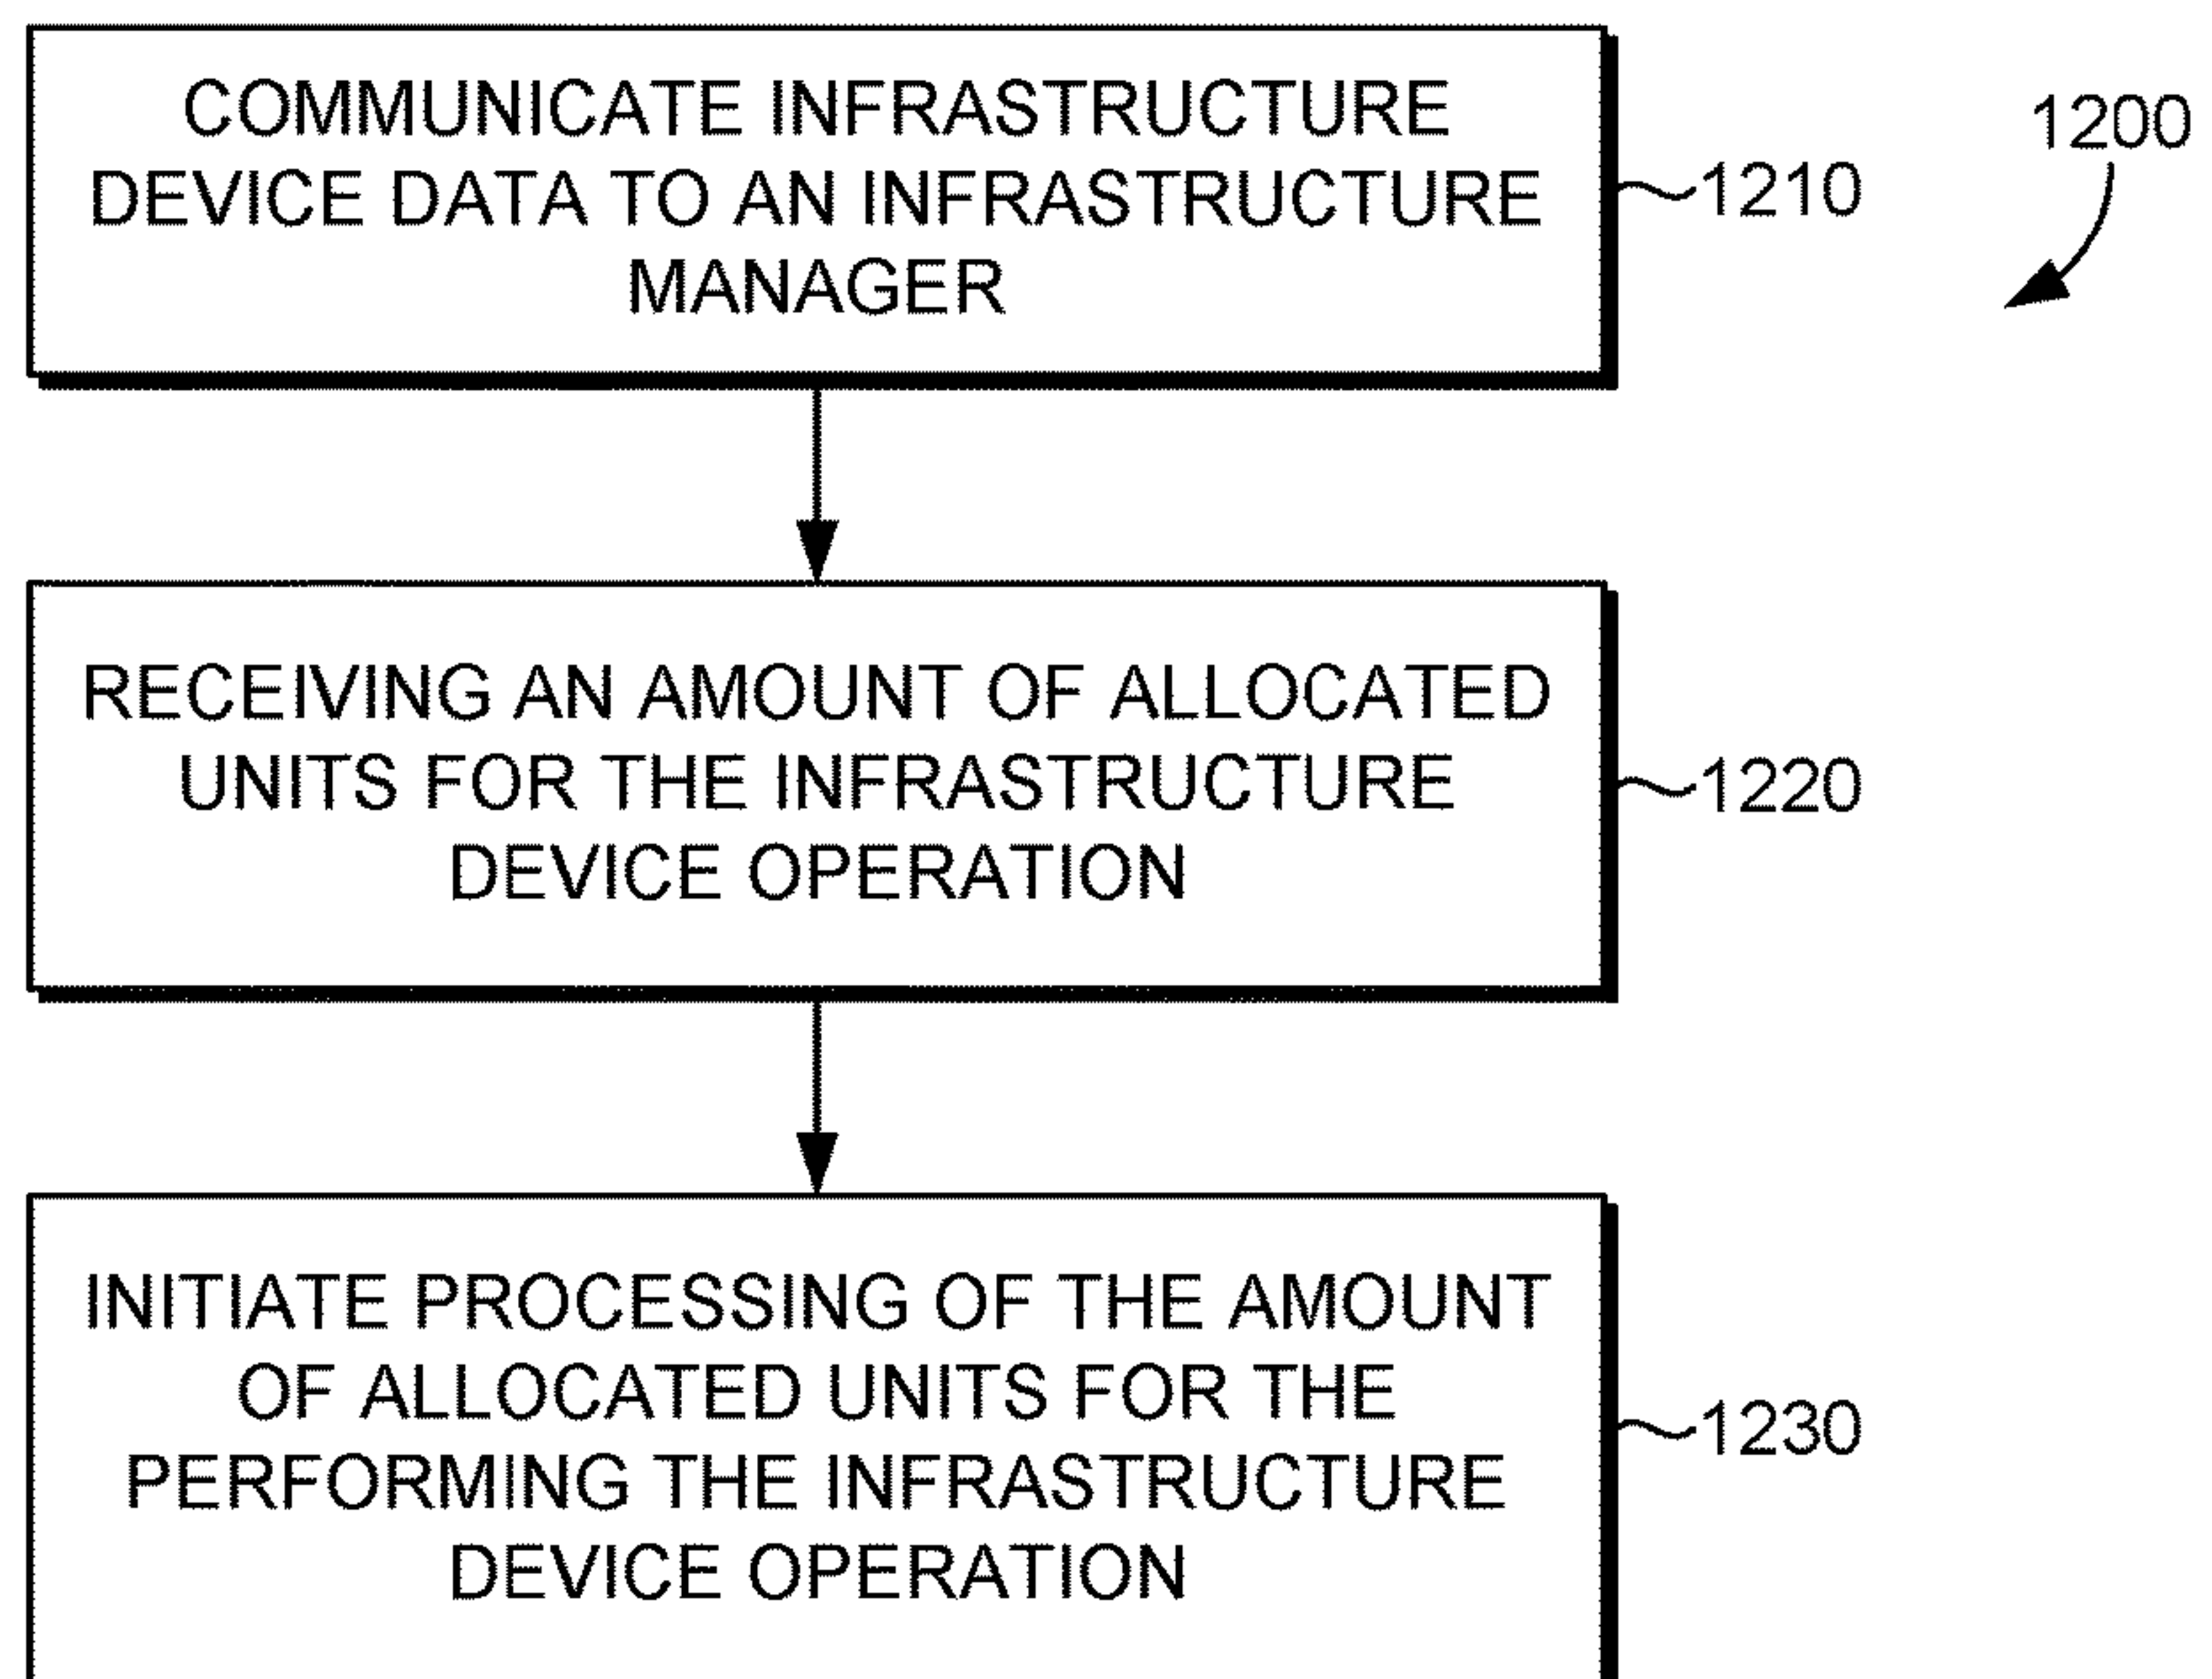 COMMUNICATE INFRASTRUCTURE
DEVICE DATA TO AN INFRASTRUCTURE
MANAGER
1210
1200
RECEIVING AN AMOUNT OF ALLOCATED
UNITS FOR THE INFRASTRUCTURE
DEVICE OPERATION
1220
INITIATE PROCESSING OF THE AMOUNT
OF ALLOCATED UNITS FOR THE
PERFORMING THE INFRASTRUCTURE
DEVICE OPERATION
1230